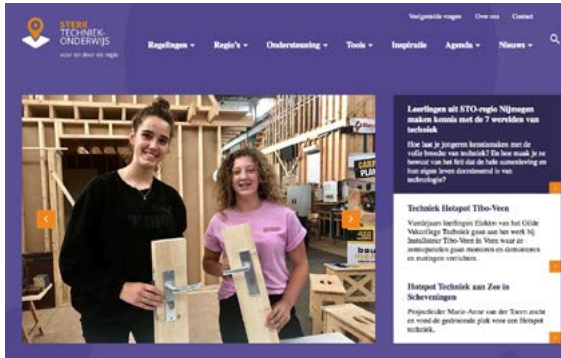 Veelgestelde vragen Over ons Contact
STERK
TECHNIEK-
ONDERWIJS
voor en door de regio
Regelingen Regio's Ondersteuning Tools Inspiratie Agenda Nieuws
Leerlingen uit STO-regio Nijmegen
maken kennis met de 7 werelden van
techniek
Hoe laat je jongeren kennismaken met de
volle breedte van techniek? En hoe maak je ze
bewust van het feit dat de hele samenleving en
hun eigen leven doordesemd is van
technologie?
Techniek Hotspot Tibo-Veen
Vierdejaars leerlingen Elektro van het Gilde
Vakcollege Techniek gaan aan het werk bij
Installateur Tibo-Veen in Veen waar ze
zonnepanelen gaan monteren en demonteren
en metingen verrichten.
Hotspot Techniek aan Zee in
Scheveningen
Projectleider Marie-Anne van der Toorn zocht
en vond de gedroomde plek voor een Hotspot
techniek.